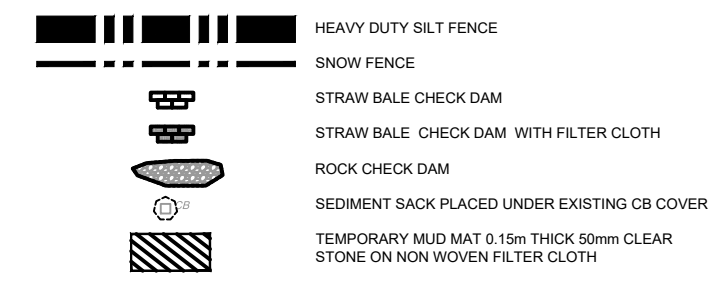 HEAVY DUTY SILT FENCE
SNOW FENCE
STRAW BALE CHECK DAM
STRAW BALE CHECK DAM WITH FILTER CLOTH
ROCK CHECK DAM
CB SEDIMENT SACK PLACED UNDER EXISTING CB COVER
TEMPORARY MUD MAT 0.15m THICK 50mm CLEAR
STONE ON NON WOVEN FILTER CLOTH